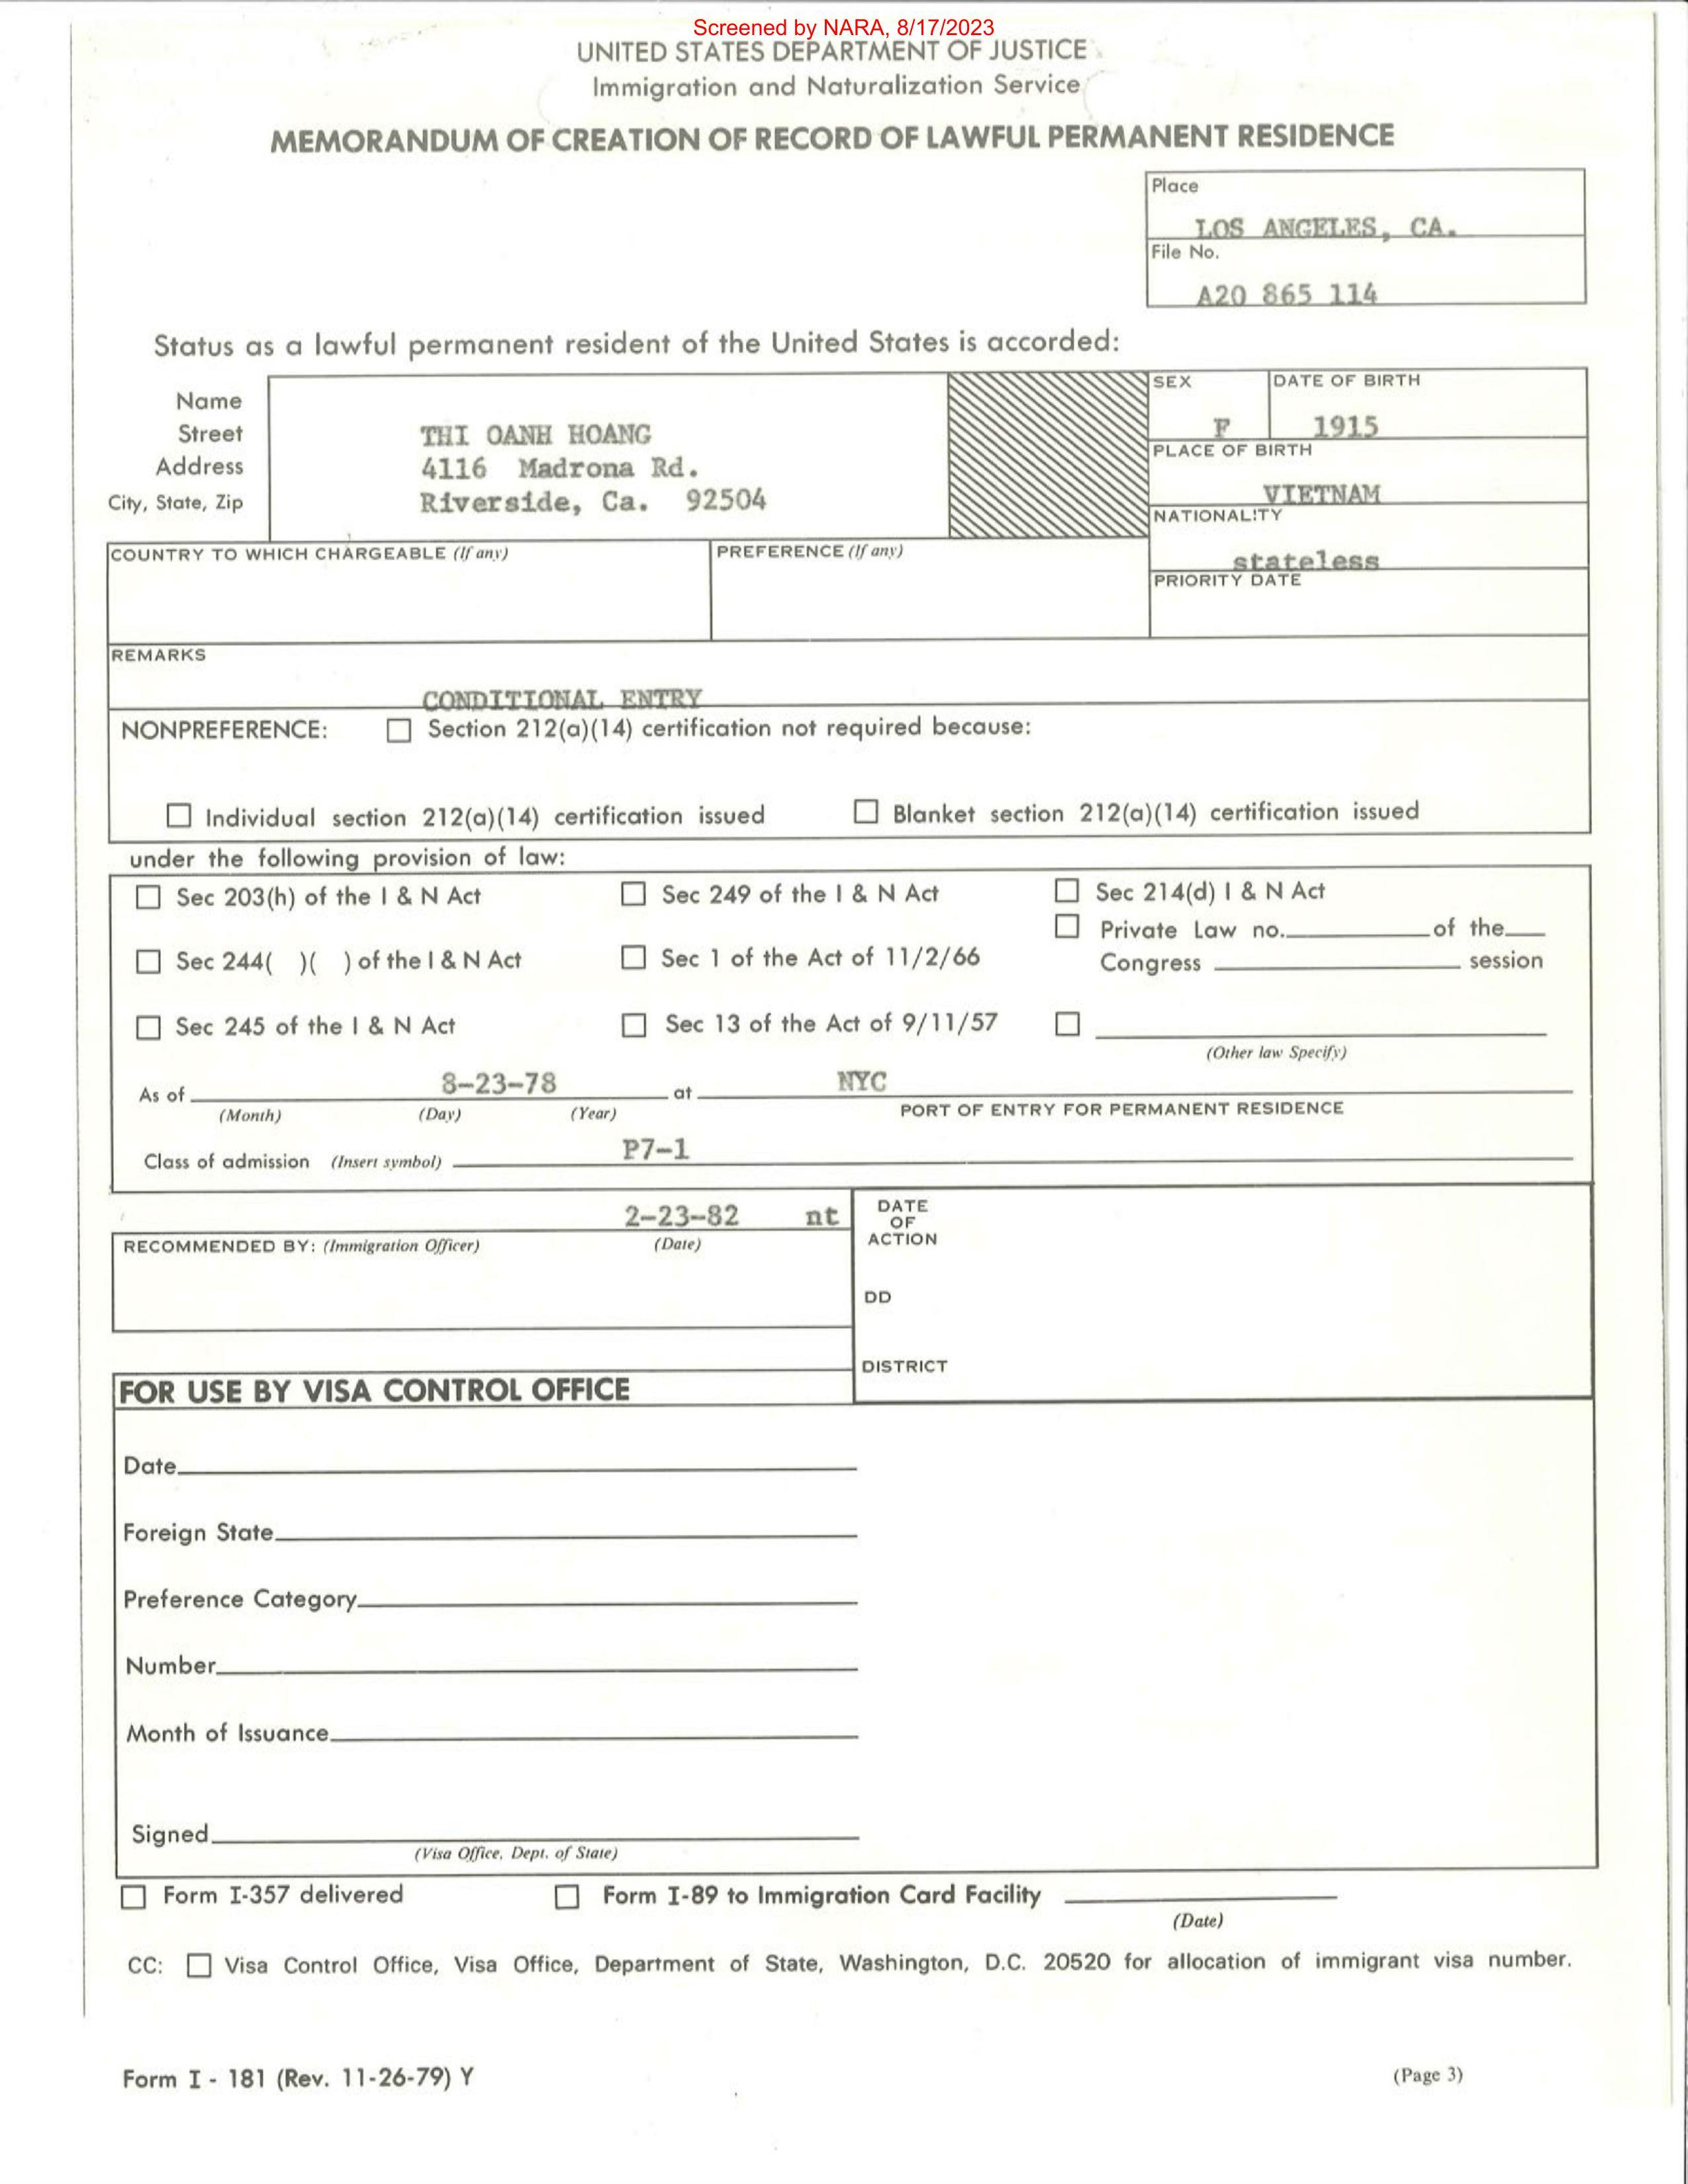 Screened by NARA, 8/17/2023
UNITED STATES DEPARTMENT OF JUSTICE
Immigration and Naturalization Service
MEMORANDUM OF CREATION OF RECORD OF LAWFUL PERMANENT RESIDENCE
Place
LOS ANGELES, CA.
File No.
A20 865 114
Status as a lawful permanent resident of the United States is accorded:
Name
Street
Address
City, State, Zip
THI OANH HOANG
4116 Madrona Rd.
Riverside, Ca. 92504
SEX
F
DATE OF BIRTH
1915
PLACE OF BIRTH
VIETNAM
NATIONALITY
stateless
PRIORITY DATE
COUNTRY TO WHICH CHARGEABLE (If any)
PREFERENCE (If any)
REMARKS
CONDITIONAL ENTRY
NONPREFERENCE: Section 212(a)(14) certification not required because:
Individual section 212(a)(14) certification issued Blanket section 212(a)(14) certification issued
under the following provision of law:
Sec 203(h) of the I & N Act Sec 249 of the I & N Act Sec 214(d) I & N Act
Private Law no. of the
Sec 244( )( ) of the I & N Act Sec 1 of the Act of 11/2/66 Congress session
Sec 245 of the I & N Act Sec 13 of the Act of 9/11/57
(Other law Specify)
As of 8-23-78 at NYC
(Month) (Day) (Year) PORT OF ENTRY FOR PERMANENT RESIDENCE
Class of admission (Insert symbol) P7-1
2-23-82 nt
RECOMMENDED BY: (Immigration Officer) (Date)
DATE
OF
ACTION
DD
DISTRICT
FOR USE BY VISA CONTROL OFFICE
Date
Foreign State
Preference Category
Number
Month of Issuance
Signed
(Visa Office, Dept. of State)
Form I-357 delivered Form I-89 to Immigration Card Facility
(Date)
CC: Visa Control Office, Visa Office, Department of State, Washington, D.C. 20520 for allocation of immigrant visa number.
Form I - 181 (Rev. 11-26-79) Y (Page 3)